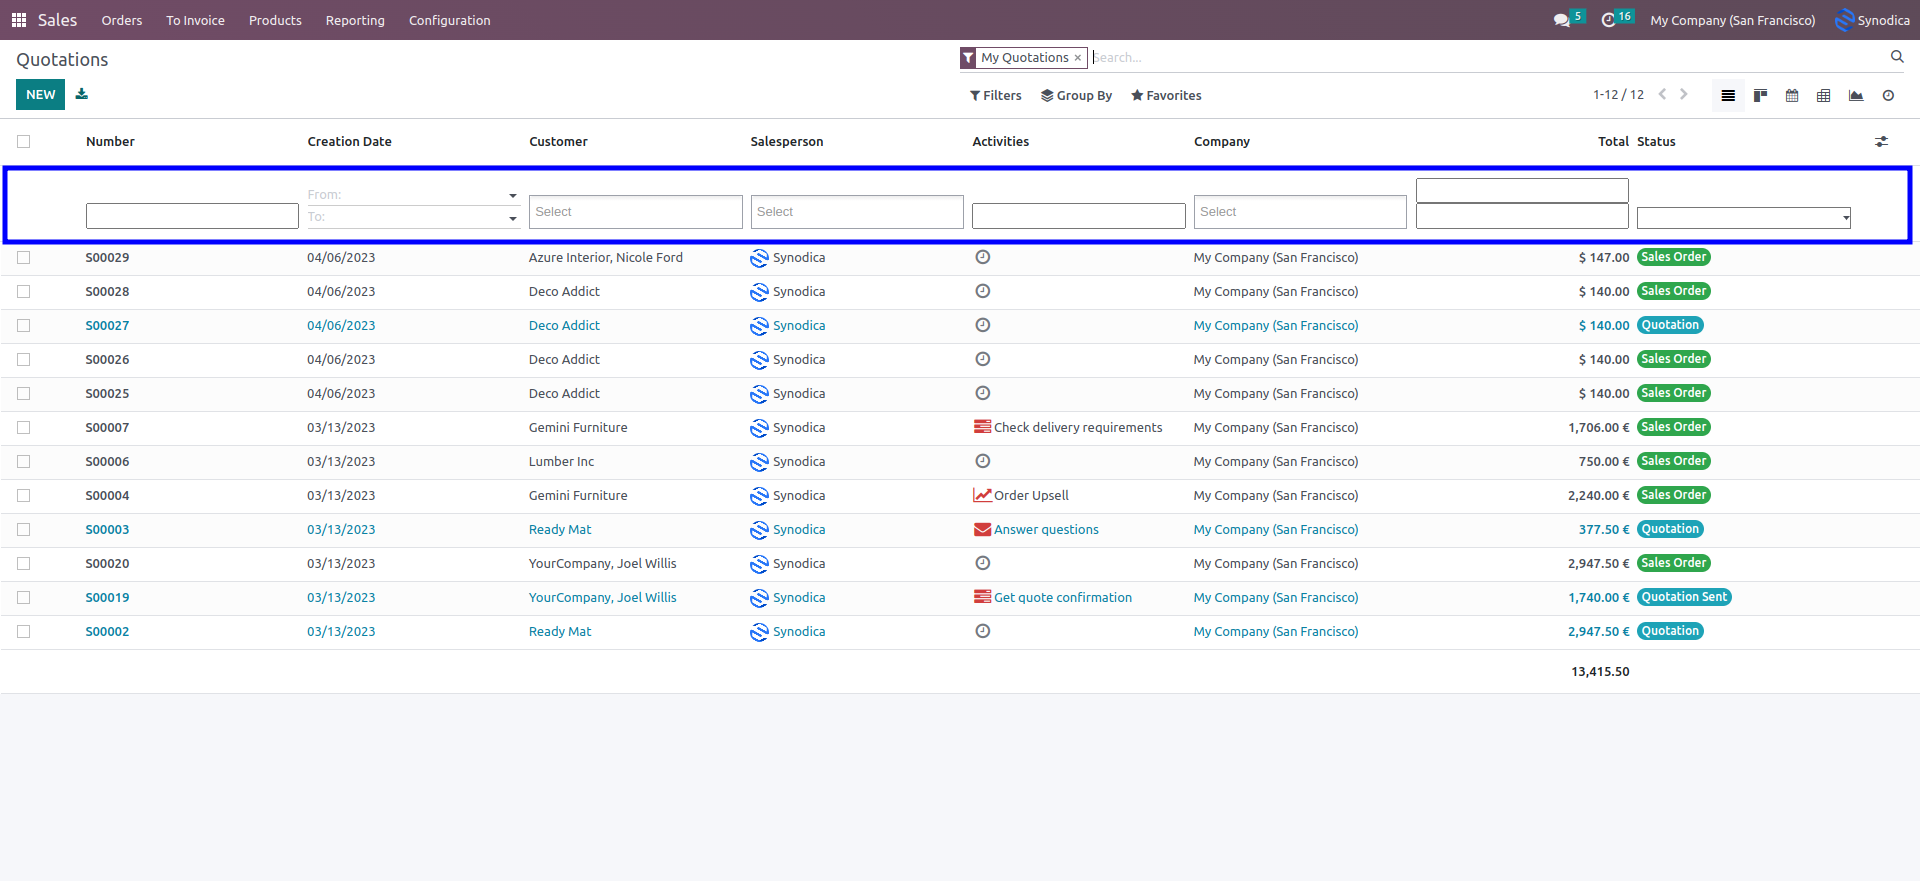 Sales Orders To Invoice Products Reporting Configuration 5 16 My Company (San Francisco) Synodica
Quotations My Quotations × Search...
NEW Filters Group By Favorites 1-12 / 12
Number Creation Date Customer Salesperson Activities Company Total Status
From:
To: Select Select Select
S00029 04/06/2023 Azure Interior, Nicole Ford Synodica My Company (San Francisco) $ 147.00 Sales Order
S00028 04/06/2023 Deco Addict Synodica My Company (San Francisco) $ 140.00 Sales Order
S00027 04/06/2023 Deco Addict Synodica My Company (San Francisco) $ 140.00 Quotation
S00026 04/06/2023 Deco Addict Synodica My Company (San Francisco) $ 140.00 Sales Order
S00025 04/06/2023 Deco Addict Synodica My Company (San Francisco) $ 140.00 Sales Order
S00007 03/13/2023 Gemini Furniture Synodica Check delivery requirements My Company (San Francisco) 1,706.00 € Sales Order
S00006 03/13/2023 Lumber Inc Synodica My Company (San Francisco) 750.00 € Sales Order
S00004 03/13/2023 Gemini Furniture Synodica Order Upsell My Company (San Francisco) 2,240.00 € Sales Order
S00003 03/13/2023 Ready Mat Synodica Answer questions My Company (San Francisco) 377.50 € Quotation
S00020 03/13/2023 YourCompany, Joel Willis Synodica My Company (San Francisco) 2,947.50 € Sales Order
S00019 03/13/2023 YourCompany, Joel Willis Synodica Get quote confirmation My Company (San Francisco) 1,740.00 € Quotation Sent
S00002 03/13/2023 Ready Mat Synodica My Company (San Francisco) 2,947.50 € Quotation
13,415.50